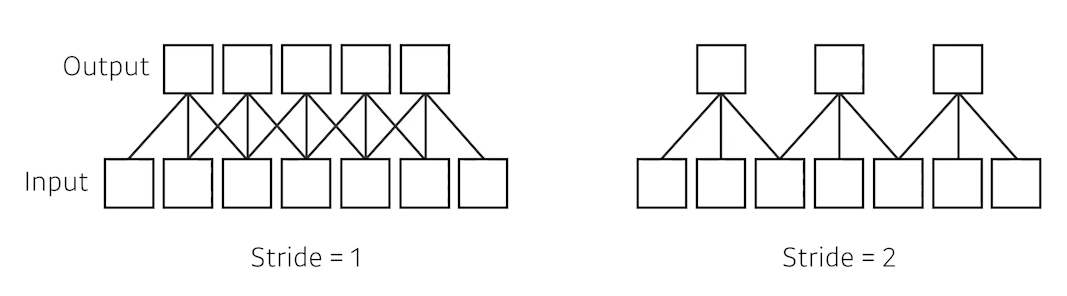 Output
Input
Stride = 1
Stride = 2